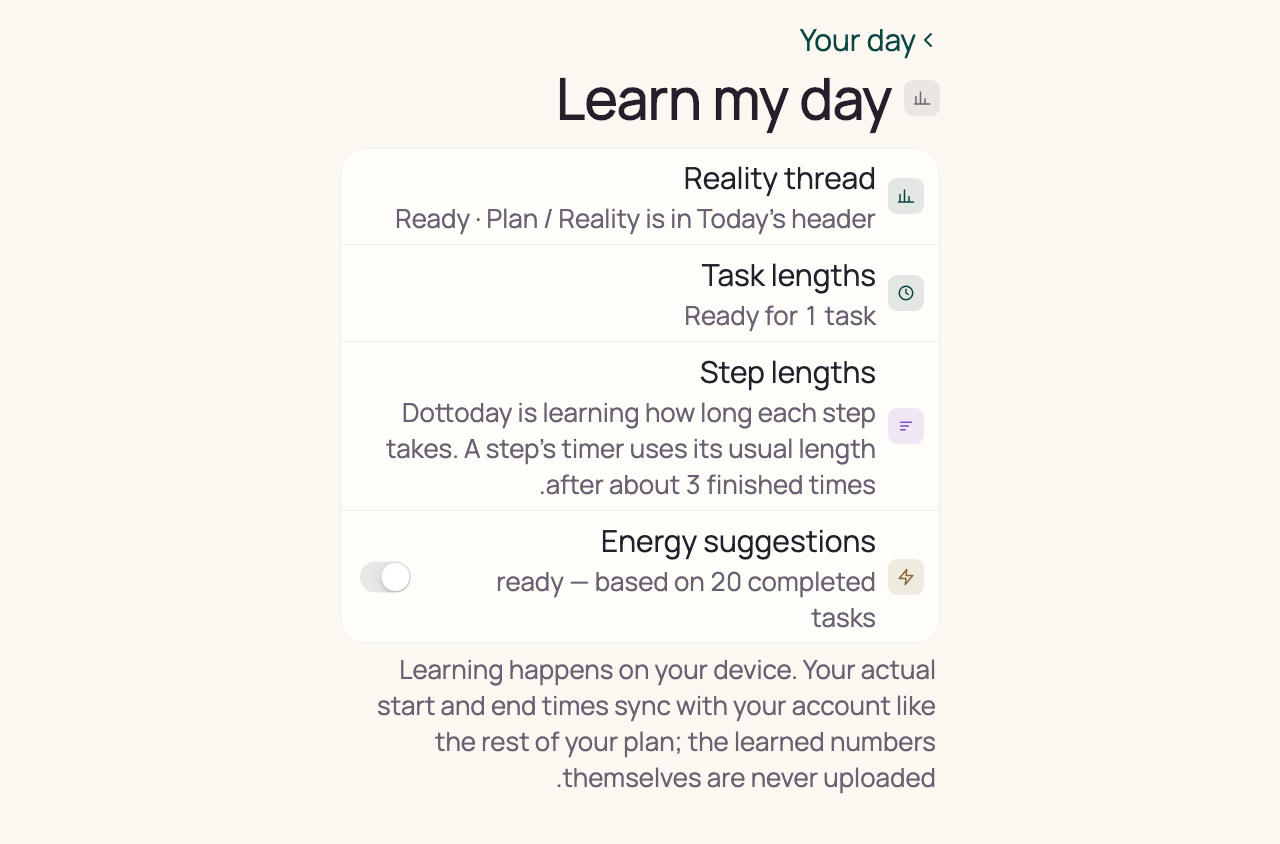 Your day
Learn my day
Reality thread
Ready · Plan / Reality is in Today’s header
Task lengths
Ready for 1 task
Step lengths
Dottoday is learning how long each step
takes. A step’s timer uses its usual length
after about 3 finished times.
Energy suggestions
ready — based on 20 completed
tasks
Learning happens on your device. Your actual
start and end times sync with your account like
the rest of your plan; the learned numbers
themselves are never uploaded.